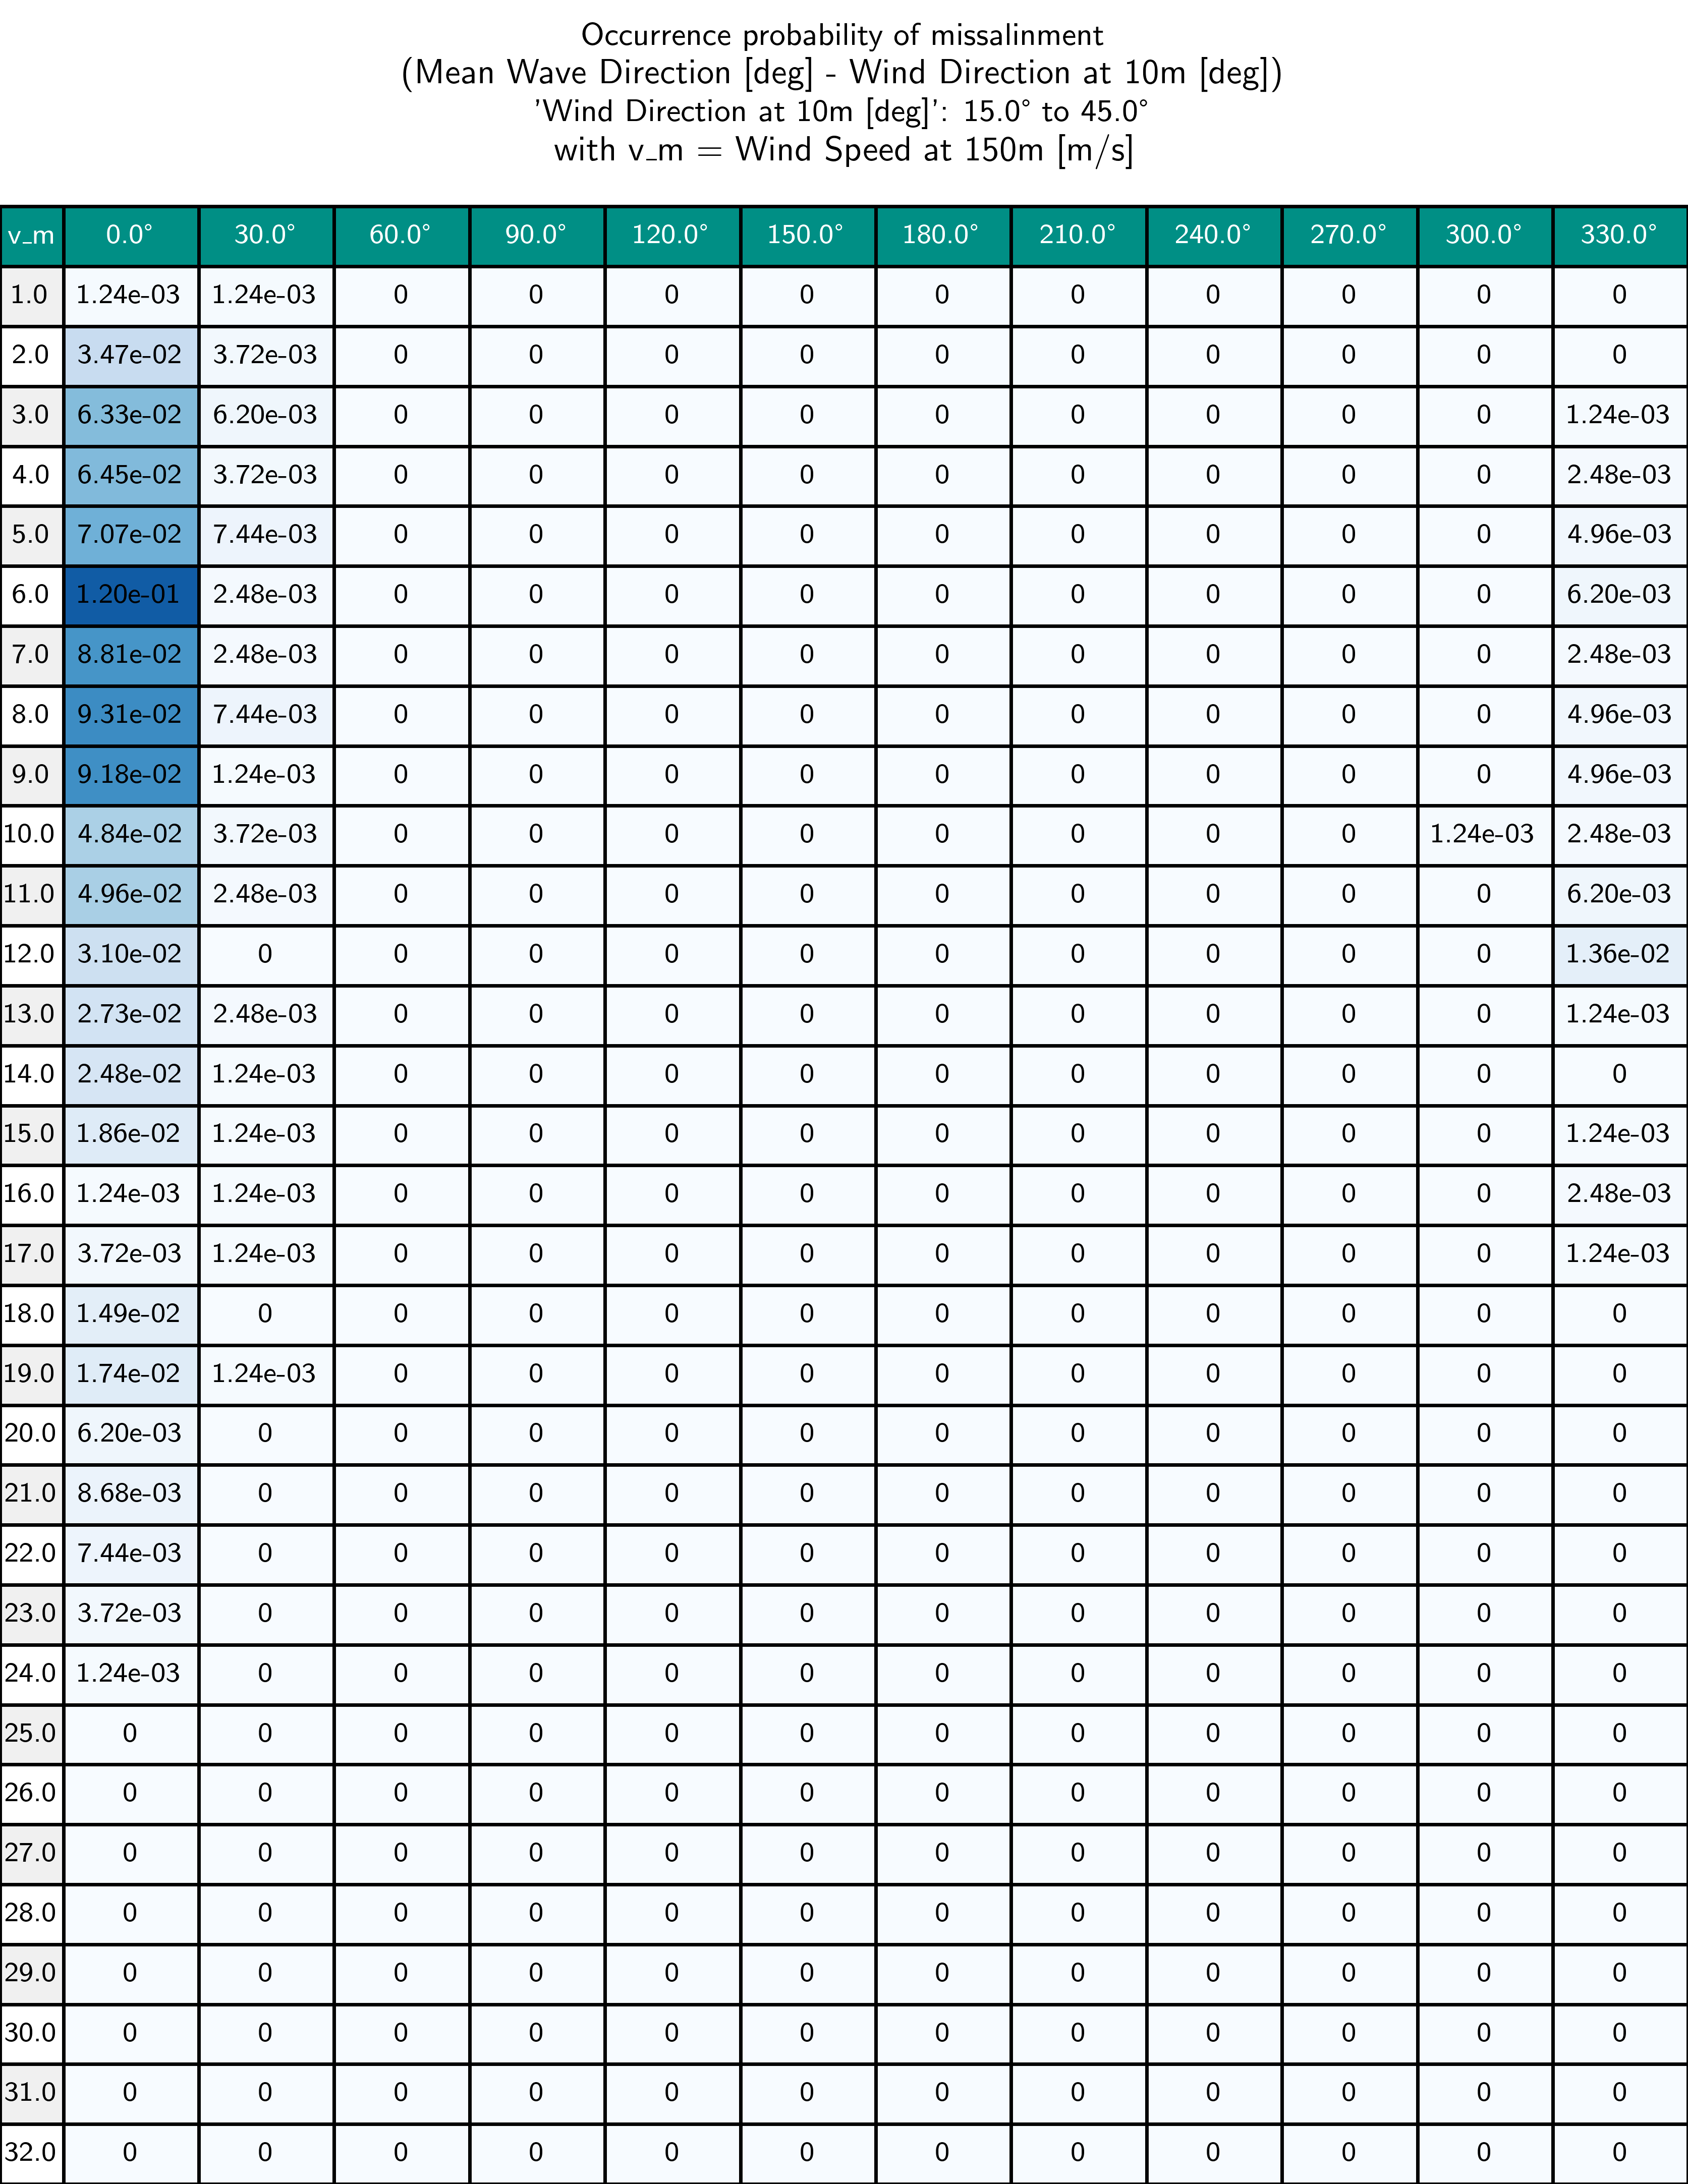 Occurrence probability of missalinment
(Mean Wave Direction [deg] - Wind Direction at 10m [deg])
'Wind Direction at 10m [deg]': 15.0° to 45.0°
with v_m = Wind Speed at 150m [m/s]
v_m 0.0° 30.0° 60.0° 90.0° 120.0° 150.0° 180.0° 210.0° 240.0° 270.0° 300.0° 330.0°
1.0 1.24e-03 1.24e-03 0 0 0 0 0 0 0 0 0 0
2.0 3.47e-02 3.72e-03 0 0 0 0 0 0 0 0 0 0
3.0 6.33e-02 6.20e-03 0 0 0 0 0 0 0 0 0 1.24e-03
4.0 6.45e-02 3.72e-03 0 0 0 0 0 0 0 0 0 2.48e-03
5.0 7.07e-02 7.44e-03 0 0 0 0 0 0 0 0 0 4.96e-03
6.0 1.20e-01 2.48e-03 0 0 0 0 0 0 0 0 0 6.20e-03
7.0 8.81e-02 2.48e-03 0 0 0 0 0 0 0 0 0 2.48e-03
8.0 9.31e-02 7.44e-03 0 0 0 0 0 0 0 0 0 4.96e-03
9.0 9.18e-02 1.24e-03 0 0 0 0 0 0 0 0 0 4.96e-03
10.0 4.84e-02 3.72e-03 0 0 0 0 0 0 0 0 1.24e-03 2.48e-03
11.0 4.96e-02 2.48e-03 0 0 0 0 0 0 0 0 0 6.20e-03
12.0 3.10e-02 0 0 0 0 0 0 0 0 0 0 1.36e-02
13.0 2.73e-02 2.48e-03 0 0 0 0 0 0 0 0 0 1.24e-03
14.0 2.48e-02 1.24e-03 0 0 0 0 0 0 0 0 0 0
15.0 1.86e-02 1.24e-03 0 0 0 0 0 0 0 0 0 1.24e-03
16.0 1.24e-03 1.24e-03 0 0 0 0 0 0 0 0 0 2.48e-03
17.0 3.72e-03 1.24e-03 0 0 0 0 0 0 0 0 0 1.24e-03
18.0 1.49e-02 0 0 0 0 0 0 0 0 0 0 0
19.0 1.74e-02 1.24e-03 0 0 0 0 0 0 0 0 0 0
20.0 6.20e-03 0 0 0 0 0 0 0 0 0 0 0
21.0 8.68e-03 0 0 0 0 0 0 0 0 0 0 0
22.0 7.44e-03 0 0 0 0 0 0 0 0 0 0 0
23.0 3.72e-03 0 0 0 0 0 0 0 0 0 0 0
24.0 1.24e-03 0 0 0 0 0 0 0 0 0 0 0
25.0 0 0 0 0 0 0 0 0 0 0 0 0
26.0 0 0 0 0 0 0 0 0 0 0 0 0
27.0 0 0 0 0 0 0 0 0 0 0 0 0
28.0 0 0 0 0 0 0 0 0 0 0 0 0
29.0 0 0 0 0 0 0 0 0 0 0 0 0
30.0 0 0 0 0 0 0 0 0 0 0 0 0
31.0 0 0 0 0 0 0 0 0 0 0 0 0
32.0 0 0 0 0 0 0 0 0 0 0 0 0